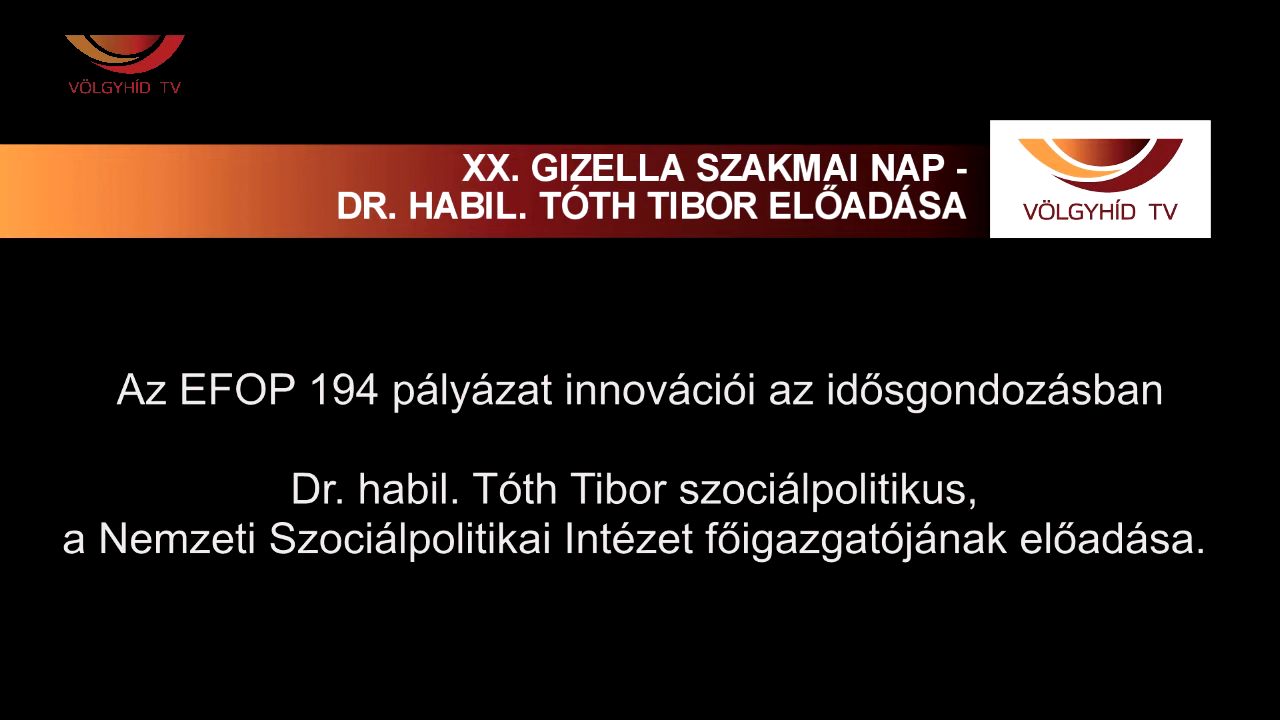 VÖLGYHÍD TV
XX. GIZELLA SZAKMAI NAP -
DR. HABIL. TÓTH TIBOR ELŐADÁSA
VÖLGYHÍD TV
Az EFOP 194 pályázat innovációi az idősgondozásban
Dr. habil. Tóth Tibor szociálpolitikus,
a Nemzeti Szociálpolitikai Intézet főigazgatójának előadása.